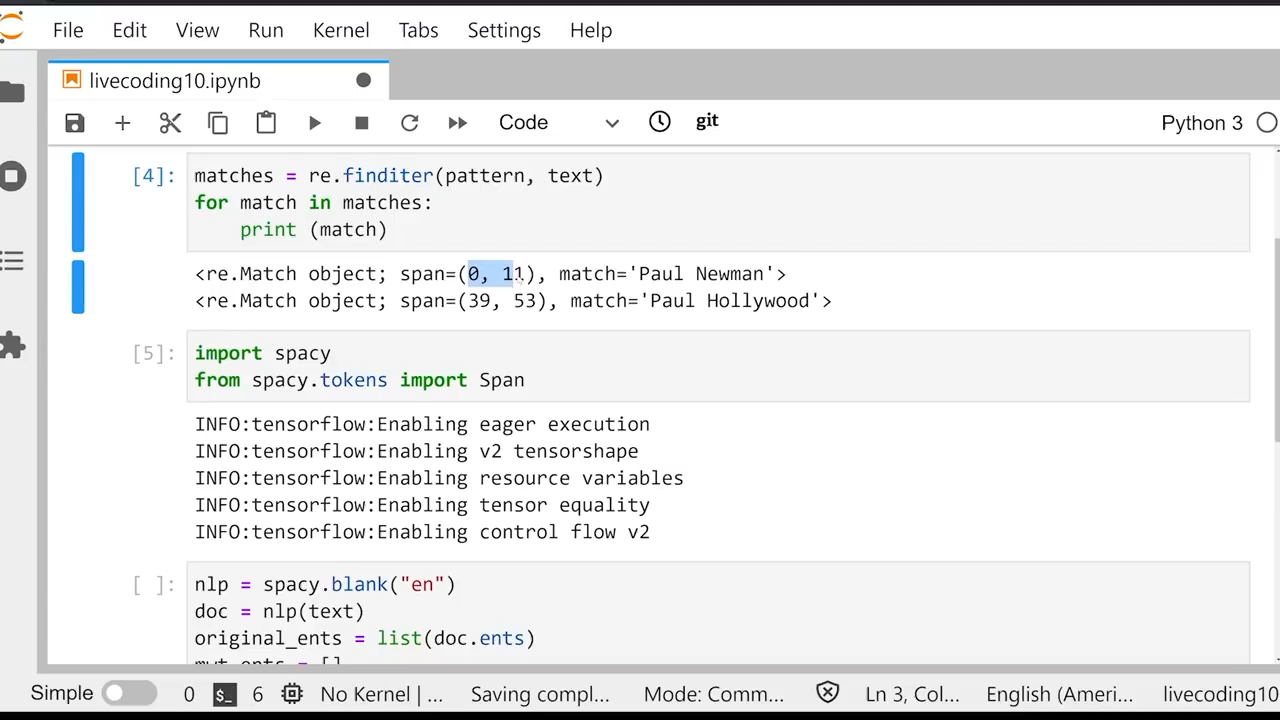 File Edit View Run Kernel Tabs Settings Help
livecoding10.ipynb
Code git Python 3
[4]: matches = re.finditer(pattern, text)
for match in matches:
    print (match)
<re.Match object; span=(0, 11), match='Paul Newman'>
<re.Match object; span=(39, 53), match='Paul Hollywood'>
[5]: import spacy
from spacy.tokens import Span
INFO:tensorflow:Enabling eager execution
INFO:tensorflow:Enabling v2 tensorshape
INFO:tensorflow:Enabling resource variables
INFO:tensorflow:Enabling tensor equality
INFO:tensorflow:Enabling control flow v2
[ ]: nlp = spacy.blank("en")
doc = nlp(text)
original_ents = list(doc.ents)
mwt_ents = []
Simple 0 $_ 6 No Kernel | ... Saving compl... Mode: Comm... Ln 3, Col... English (Ameri... livecoding10